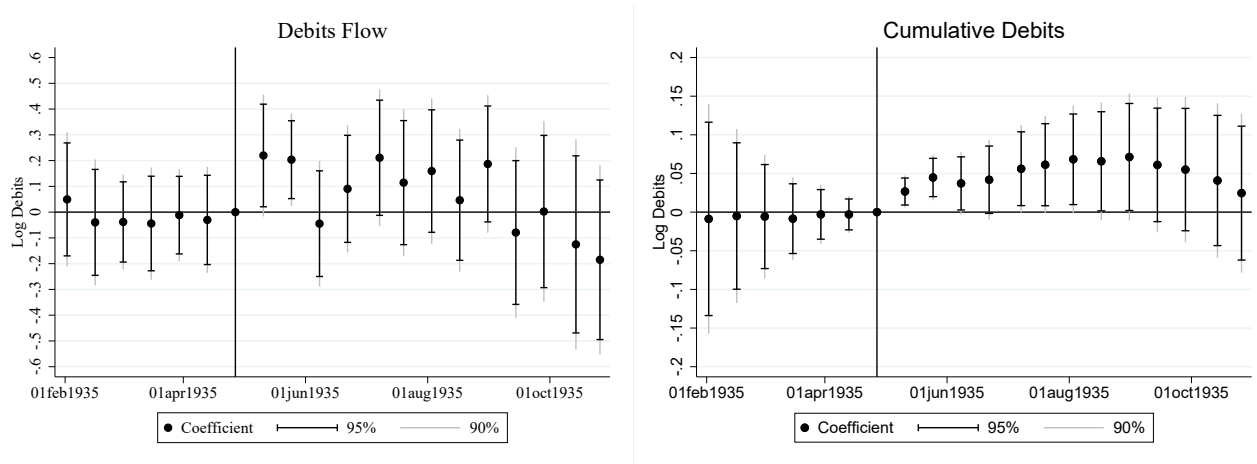 Debits Flow
Log Debits
.6
.5
.4
.3
.2
.1
0
-.1
-.2
-.3
-.4
-.5
-.6
01feb1935 01apr1935 01jun1935 01aug1935 01oct1935
Coefficient 95% 90%
Cumulative Debits
Log Debits
.2
.15
.1
.05
0
-.05
-.1
-.15
-.2
01feb1935 01apr1935 01jun1935 01aug1935 01oct1935
Coefficient 95% 90%